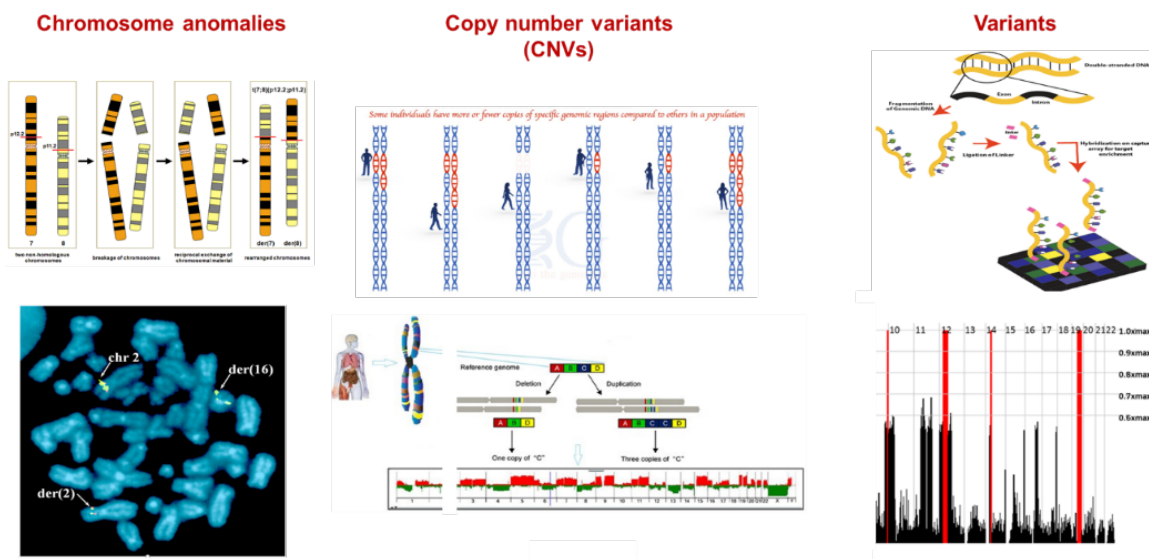 Chromosome anomalies
Copy number variants
(CNVs)
Variants
t(7;8)(p12.2;p11.2)
p12.2
p11.2
7
8
der(7)
der(8)
two non-homologous
chromosomes
breakage of chromosomes
reciprocal exchange of
chromosomal material
rearranged chromosomes
Some individuals have more or fewer copies of specific genomic regions compared to others in a population
Double-stranded DNA
Exon
Intron
Fragmentation
of Genomic DNA
linker
Ligation of Linker
Hybridization on capture
array for target
enrichment
chr 2
der(16)
der(2)
Reference genome
A B C D
Deletion
Duplication
A B D
A B C C D
One copy of "C"
Three copies of "C"
10 11 12 13 14 15 16 17 18 19 20 21 22
1.0xmax
0.9xmax
0.8xmax
0.7xmax
0.6xmax